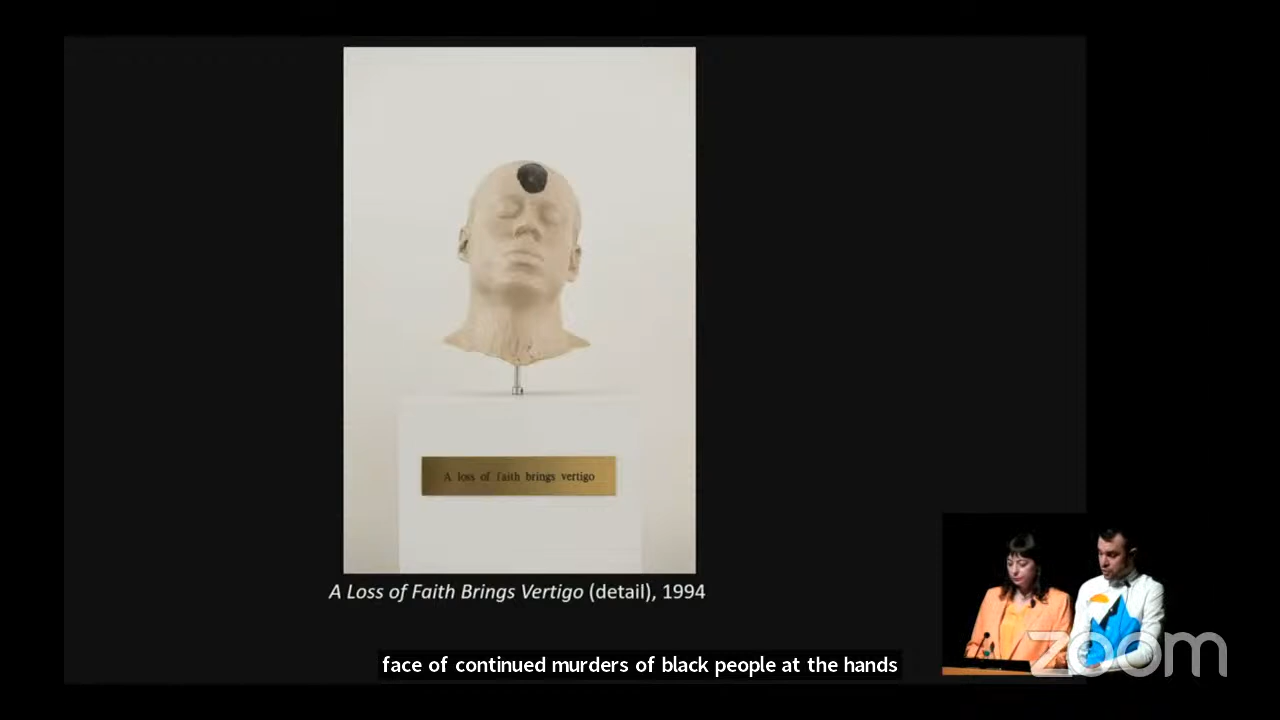 A loss of faith brings vertigo
A Loss of Faith Brings Vertigo (detail), 1994
face of continued murders of black people at the hands
zoom